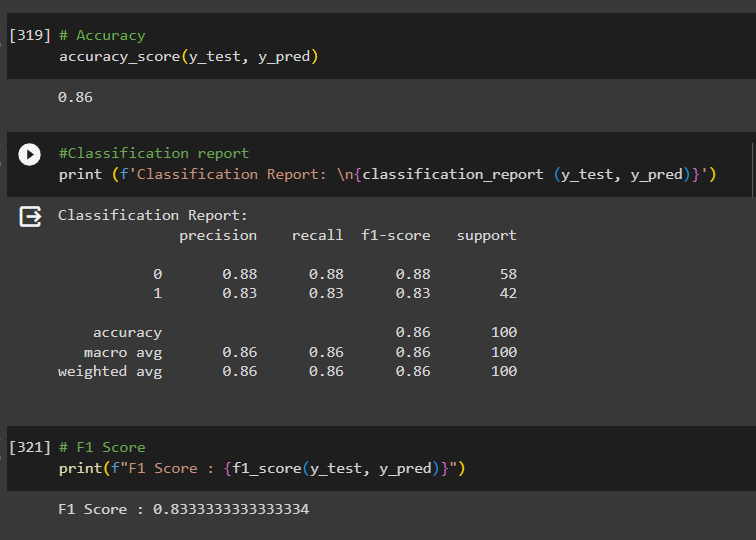 [319] # Accuracy
accuracy_score(y_test, y_pred)
0.86
#Classification report
print (f'Classification Report: \n{classification_report (y_test, y_pred)}')
Classification Report:
precision recall f1-score support
0 0.88 0.88 0.88 58
1 0.83 0.83 0.83 42
accuracy 0.86 100
macro avg 0.86 0.86 0.86 100
weighted avg 0.86 0.86 0.86 100
[321] # F1 Score
print(f"F1 Score : {f1_score(y_test, y_pred)}")
F1 Score : 0.8333333333333334